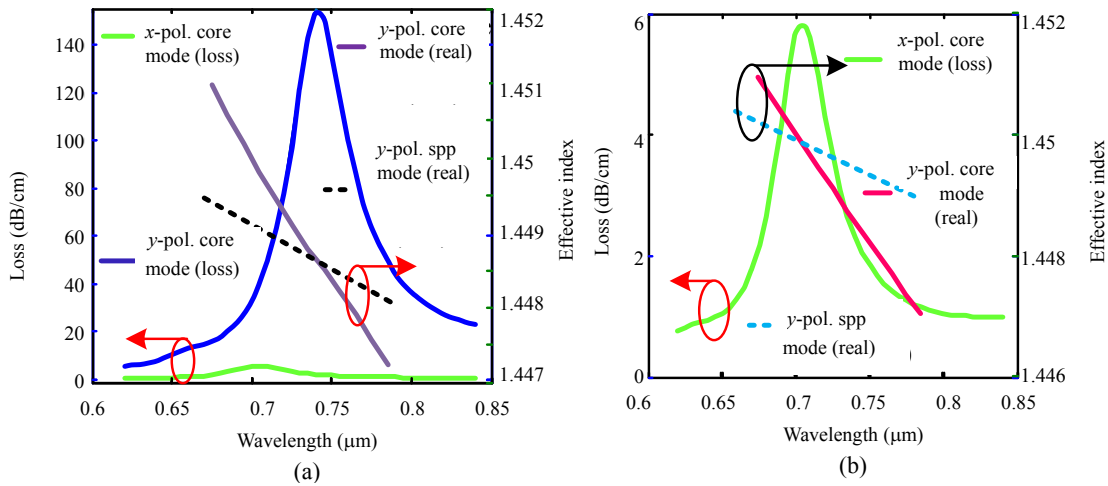 Loss (dB/cm)
140
120
100
80
60
40
20
0
x-pol. core
mode (loss)
y-pol. core
mode (real)
y-pol. spp
mode (real)
y-pol. core
mode (loss)
1.452
1.451
1.45
1.449
1.448
1.447
Effective index
0.6
0.65
0.7
0.75
0.8
0.85
Wavelength (μm)
(a)
Loss (dB/cm)
6
4
2
0
x-pol. core
mode (loss)
y-pol. core
mode
(real)
y-pol. spp
mode (real)
1.452
1.45
1.448
1.446
Effective index
0.6
0.65
0.7
0.75
0.8
0.85
Wavelength (μm)
(b)